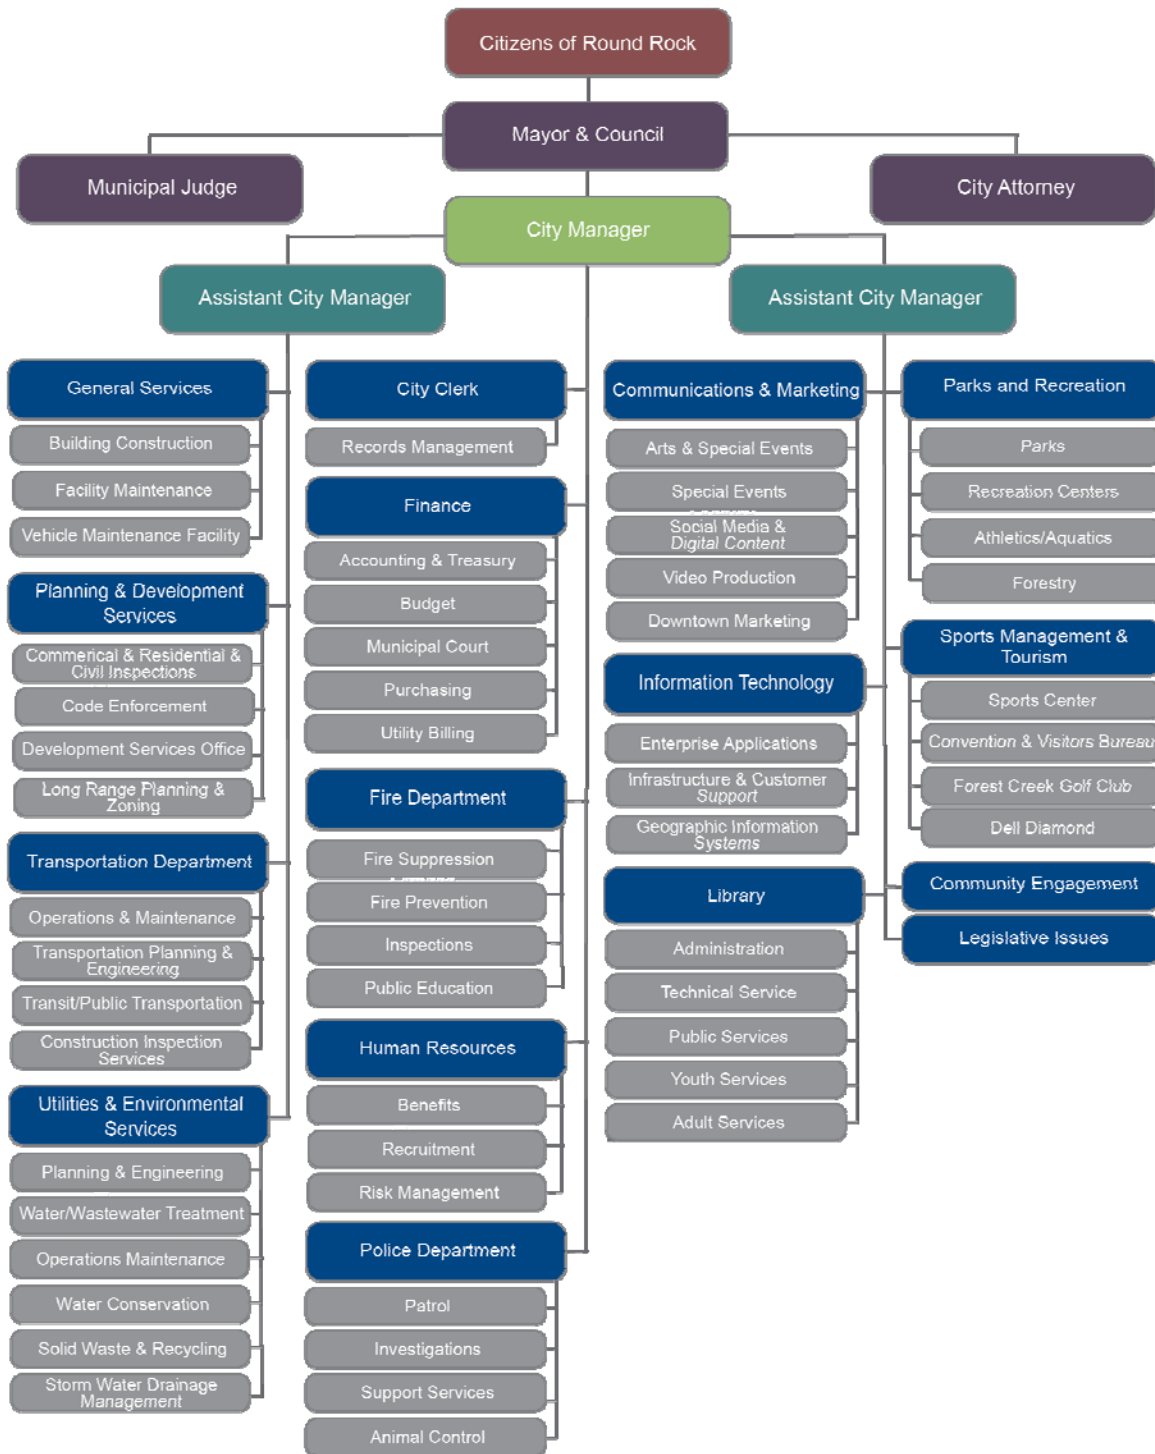 Citizens of Round Rock
Mayor & Council
Municipal Judge
City Attorney
City Manager
Assistant City Manager
Assistant City Manager
General Services
Building Construction
Facility Maintenance
Vehicle Maintenance Facility
Planning & Development
Services
Commerical & Residential &
Civil Inspections
Code Enforcement
Development Services Office
Long Range Planning &
Zoning
Transportation Department
Operations & Maintenance
Transportation Planning &
Engineering
Transit/Public Transportation
Construction Inspection
Services
Utilities & Environmental
Services
Planning & Engineering
Water/Wastewater Treatment
Operations Maintenance
Water Conservation
Solid Waste & Recycling
Storm Water Drainage
Management
City Clerk
Records Management
Finance
Accounting & Treasury
Budget
Municipal Court
Purchasing
Utility Billing
Fire Department
Fire Suppression
Fire Prevention
Inspections
Public Education
Human Resources
Benefits
Recruitment
Risk Management
Police Department
Patrol
Investigations
Support Services
Animal Control
Communications & Marketing
Arts & Special Events
Special Events
Social Media &
Digital Content
Video Production
Downtown Marketing
Information Technology
Enterprise Applications
Infrastructure & Customer
Support
Geographic Information
Systems
Library
Administration
Technical Service
Public Services
Youth Services
Adult Services
Parks and Recreation
Parks
Recreation Centers
Athletics/Aquatics
Forestry
Sports Management &
Tourism
Sports Center
Convention & Visitors Bureau
Forest Creek Golf Club
Dell Diamond
Community Engagement
Legislative Issues